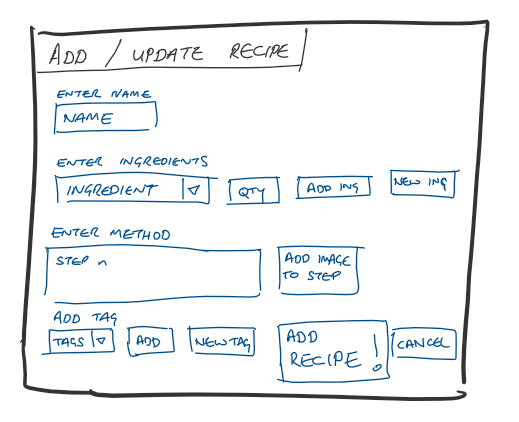 ADD / UPDATE RECIPE
ENTER NAME
NAME
ENTER INGREDIENTS
INGREDIENT QTY ADD ING NEW ING
ENTER METHOD
STEP n ADD IMAGE
TO STEP
ADD TAG
TAGS ADD NEW TAG ADD
RECIPE ! CANCEL